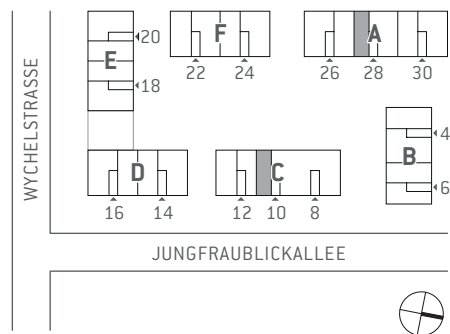 WYCHELSTRASSE
E
20
18
F
22
24
A
26
28
30
B
4
6
D
16
14
C
12
10
8
JUNGFRAUBLICKALLEE